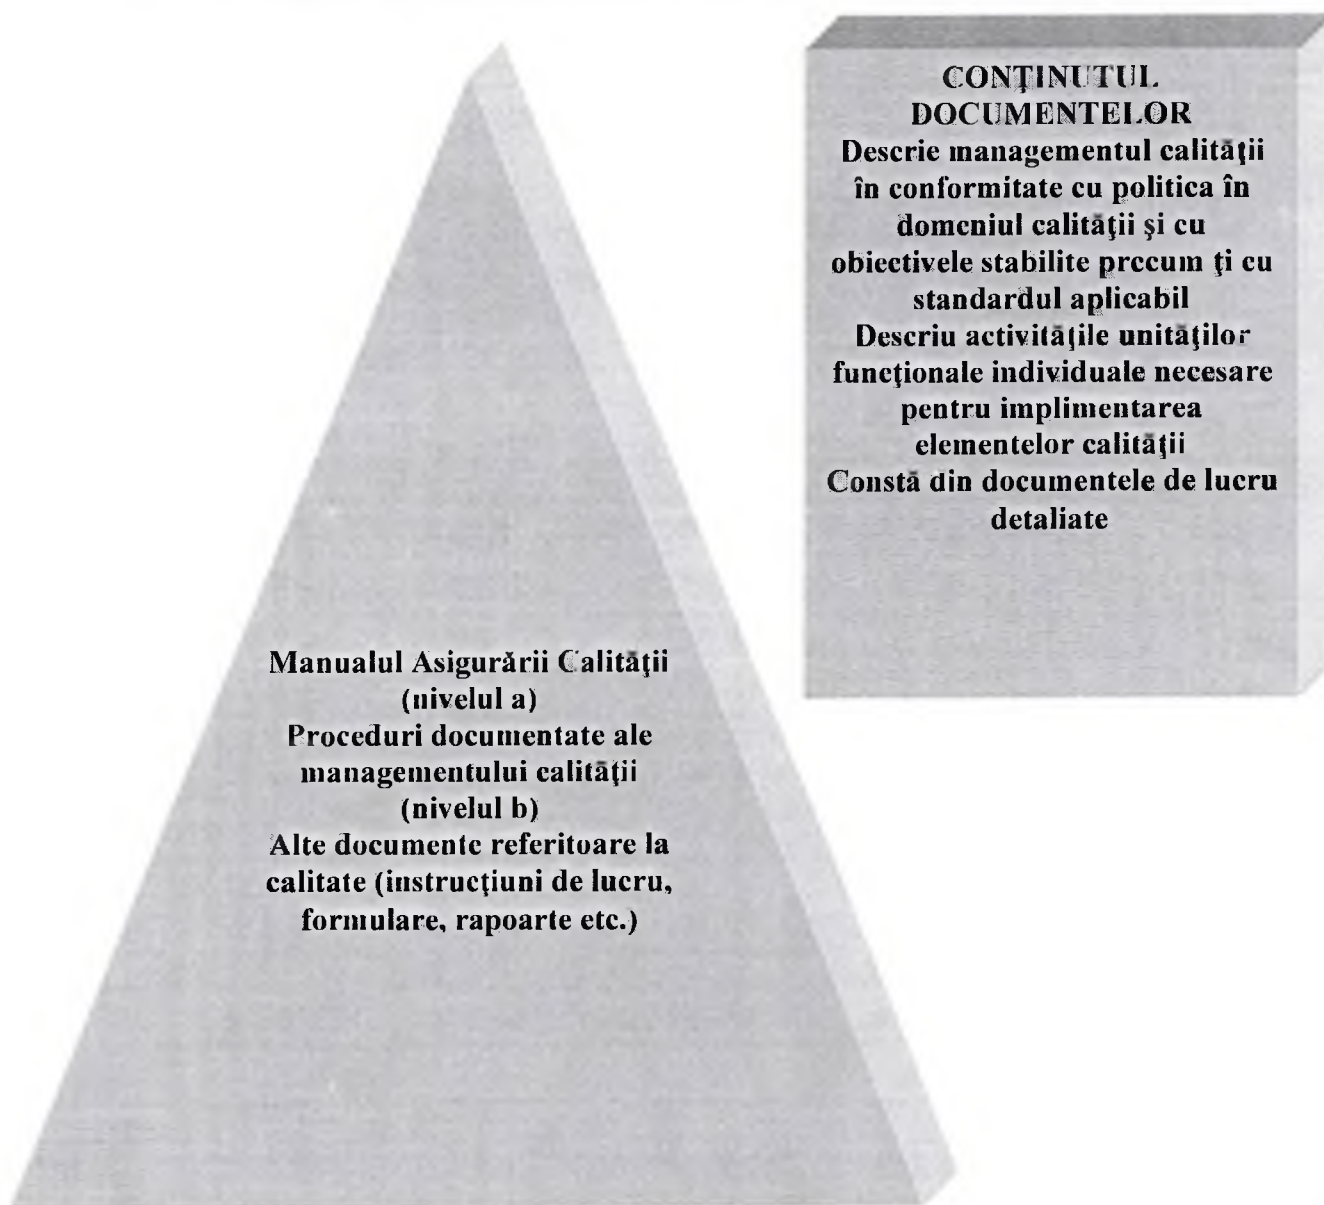 CONŢINUTUL
DOCUMENTELOR
Descrie managementul calităţii
în conformitate cu politica în
domeniul calităţii şi cu
obiectivele stabilite precum ţi cu
standardul aplicabil
Descriu activităţile unităţilor
funcţionale individuale necesare
pentru implimentarea
elementelor calităţii
Constă din documentele de lucru
detaliate
Manualul Asigurării Calităţii
(nivelul a)
Proceduri documentate ale
managementului calităţii
(nivelul b)
Alte documente referitoare la
calitate (instrucţiuni de lucru,
formulare, rapoarte etc.)